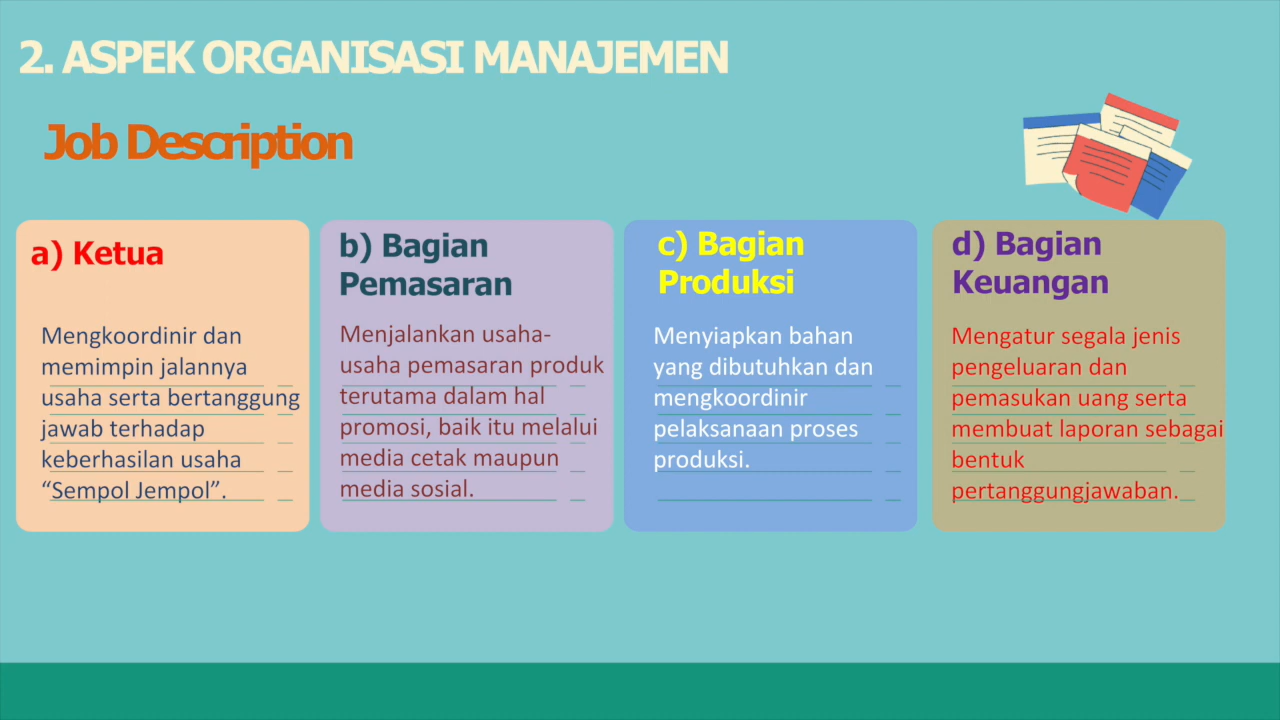 2. ASPEK ORGANISASI MANAJEMEN
Job Description
a) Ketua
Mengkoordinir dan
memimpin jalannya
usaha serta bertanggung
jawab terhadap
keberhasilan usaha
“Sempol Jempol”.
b) Bagian
Pemasaran
Menjalankan usaha-
usaha pemasaran produk
terutama dalam hal
promosi, baik itu melalui
media cetak maupun
media sosial.
c) Bagian
Produksi
Menyiapkan bahan
yang dibutuhkan dan
mengkoordinir
pelaksanaan proses
produksi.
d) Bagian
Keuangan
Mengatur segala jenis
pengeluaran dan
pemasukan uang serta
membuat laporan sebagai
bentuk
pertanggungjawaban.